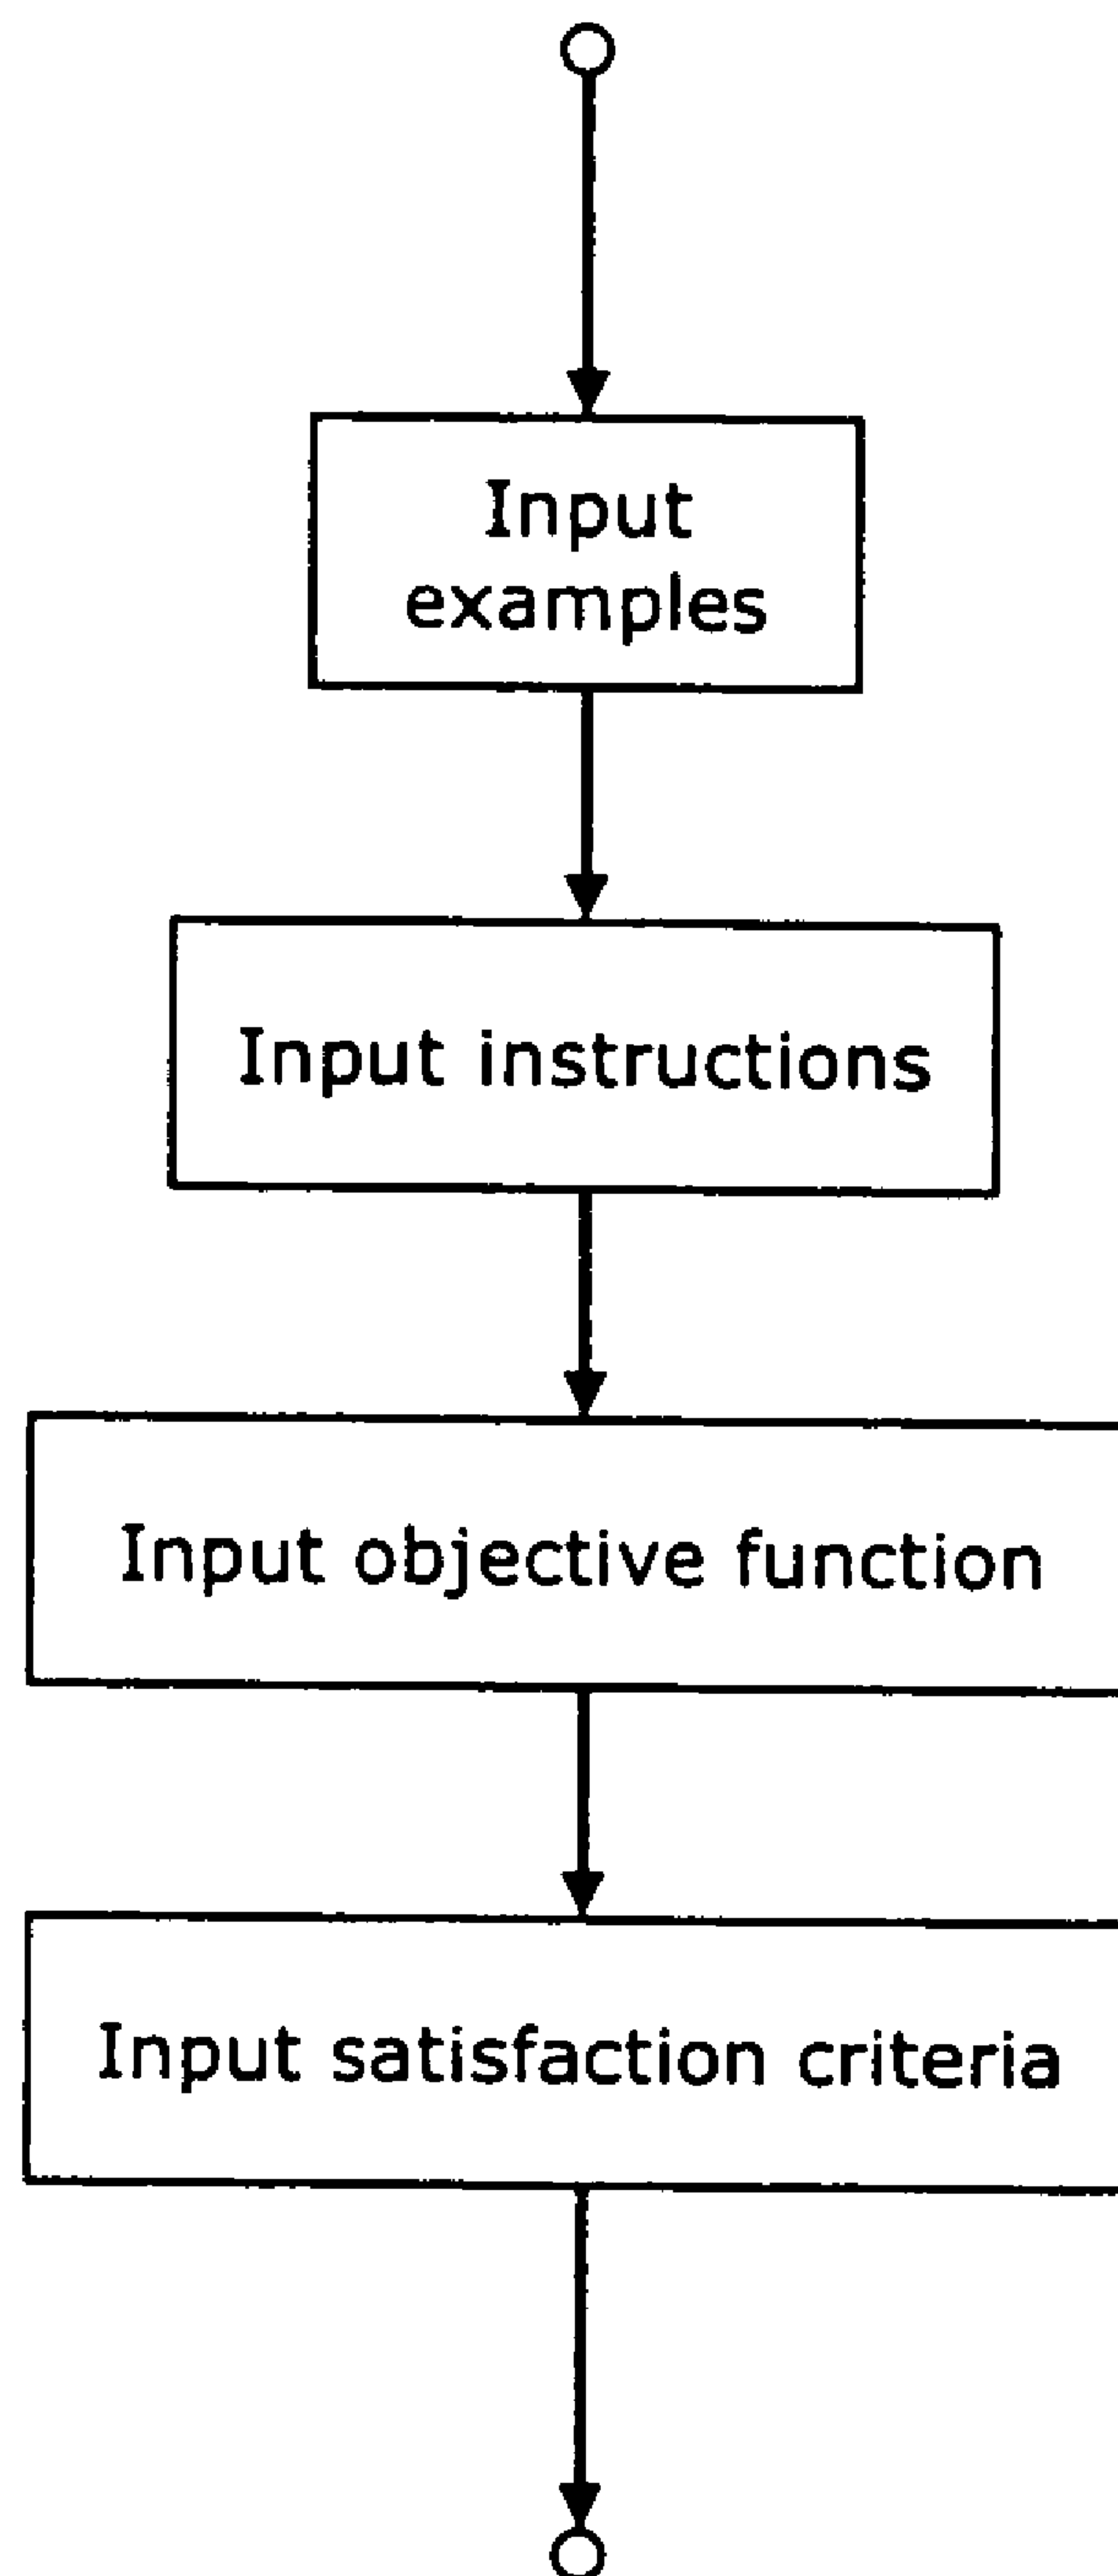 Input
examples
Input instructions
Input objective function
Input satisfaction criteria